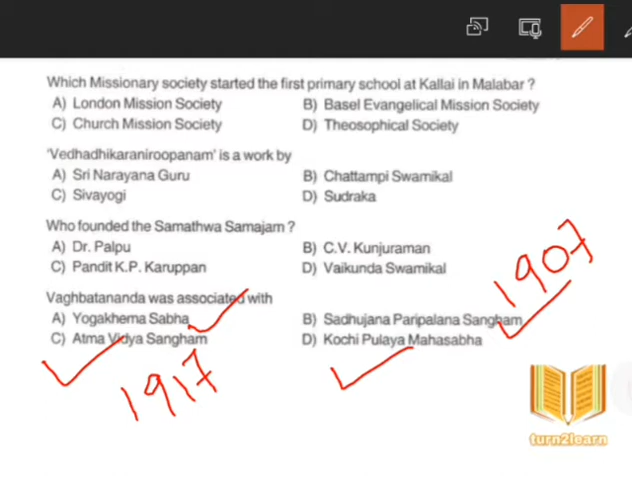 Which Missionary society started the first primary school at Kallai in Malabar ?
A) London Mission Society B) Basel Evangelical Mission Society
C) Church Mission Society D) Theosophical Society
'Vedhadhikaraniroopanam' is a work by
A) Sri Narayana Guru B) Chattampi Swamikal
C) Sivayogi D) Sudraka
Who founded the Samathwa Samajam ?
A) Dr. Palpu B) C.V. Kunjuraman
C) Pandit K.P. Karuppan D) Vaikunda Swamikal
1907
Vaghbatananda was associated with
A) Yogakhema Sabha B) Sadhujana Paripalana Sangham
C) Atma Vidya Sangham D) Kochi Pulaya Mahasabha
1917
turn2learn